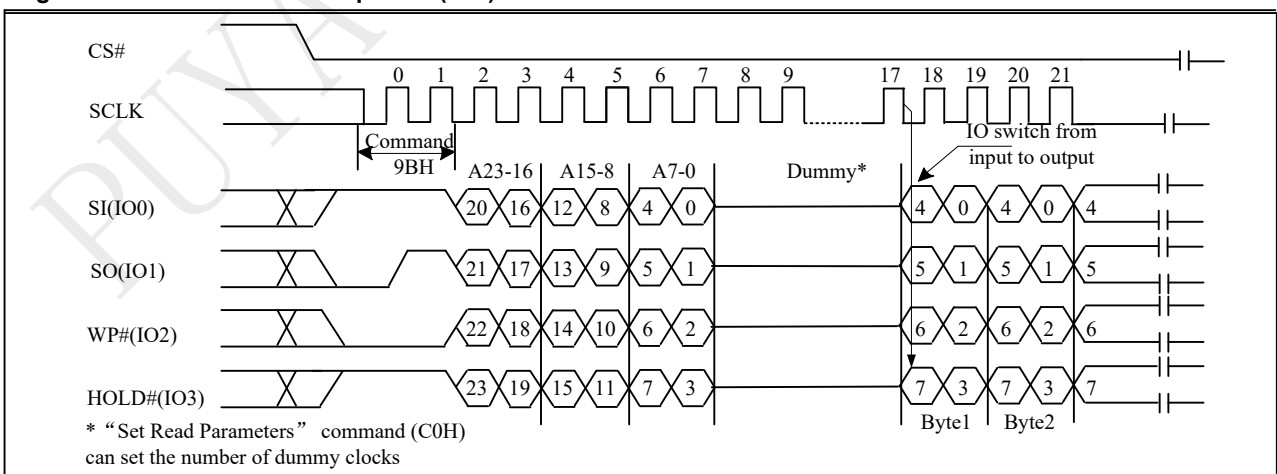 PUYA
CS#
0 1 2 3 4 5 6 7 8 9 17 18 19 20 21
SCLK
Command
9BH
IO switch from
input to output
A23-16 A15-8 A7-0 Dummy*
SI(IO0) 20 16 12 8 4 0 4 0 4 0 4
SO(IO1) 21 17 13 9 5 1 5 1 5 1 5
WP#(IO2) 22 18 14 10 6 2 6 2 6 2 6
HOLD#(IO3) 23 19 15 11 7 3 7 3 7 3 7
Byte1 Byte2
* “Set Read Parameters” command (C0H)
can set the number of dummy clocks